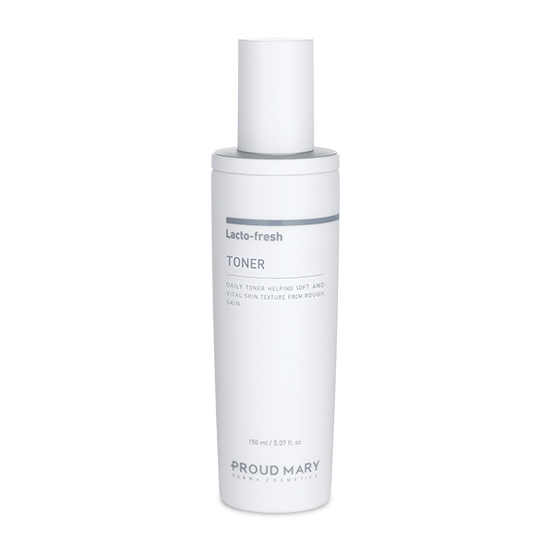 Lacto-fresh
TONER
DAILY TONER HELPING SOFT AND
VITAL SKIN TEXTURE FRIM ROUGH
SKIN
150 ml / 5.07 fl. oz
PROUD MARY
DERMA COSMETICS